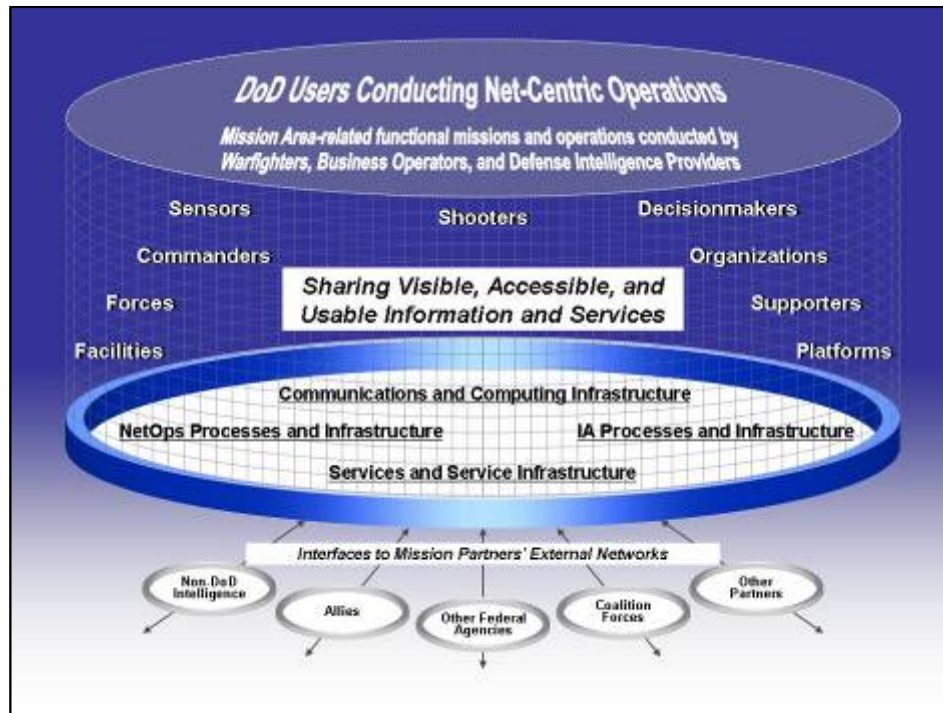 DoD Users Conducting Net-Centric Operations
Mission Area-related functional missions and operations conducted by
Warfighters, Business Operators, and Defense Intelligence Providers
Sensors
Shooters
Decisionmakers
Commanders
Organizations
Sharing Visible, Accessible, and
Usable Information and Services
Forces
Supporters
Facilities
Platforms
Communications and Computing Infrastructure
NetOps Processes and Infrastructure
IA Processes and Infrastructure
Services and Service Infrastructure
Interfaces to Mission Partners' External Networks
Non-DoD
Intelligence
Allies
Other Federal
Agencies
Coalition
Forces
Other
Partners